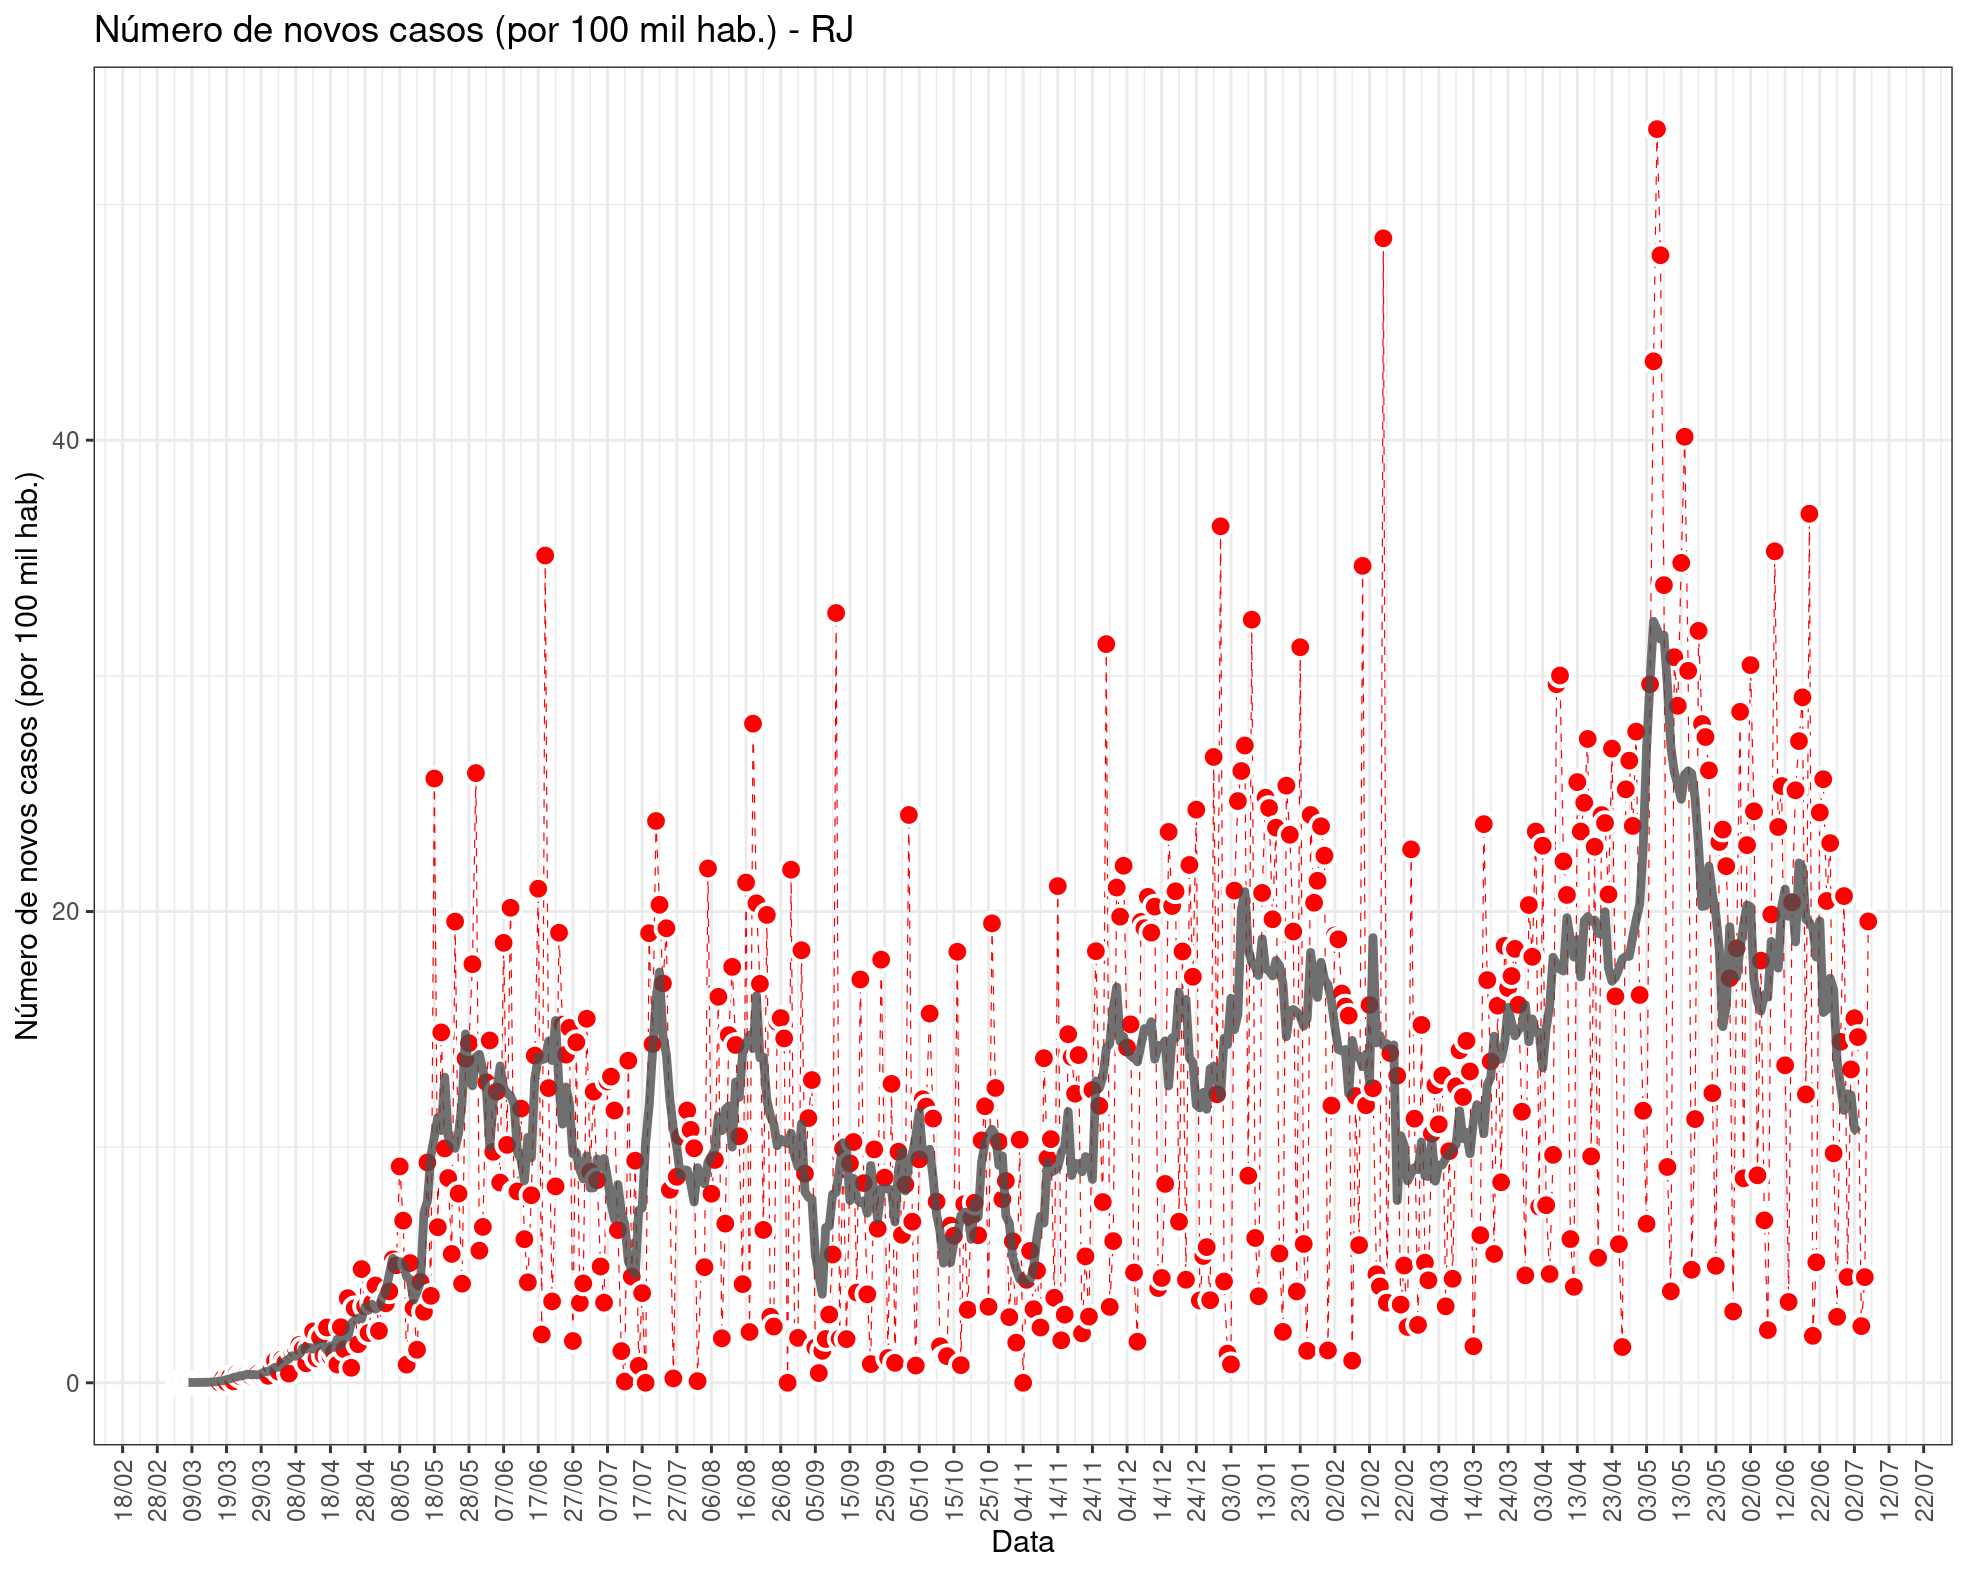 Número de novos casos (por 100 mil hab.) - RJ
Número de novos casos (por 100 mil hab.)
40
20
0
18/02 28/02 09/03 19/03 29/03 08/04 18/04 28/04 08/05 18/05 28/05 07/06 17/06 27/06 07/07 17/07 27/07 06/08 16/08 26/08 05/09 15/09 25/09 05/10 15/10 25/10 04/11 14/11 24/11 04/12 14/12 24/12 03/01 13/01 23/01 02/02 12/02 22/02 04/03 14/03 24/03 03/04 13/04 23/04 03/05 13/05 23/05 02/06 12/06 22/06 02/07 12/07 22/07
Data